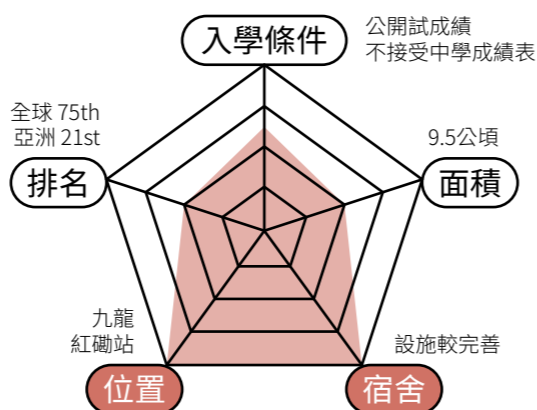 入學條件
公開試成績
不接受中學成績表
全球 75th
亞洲 21st
排名
9.5公頃
面積
九龍
紅磡站
位置
設施較完善
宿舍